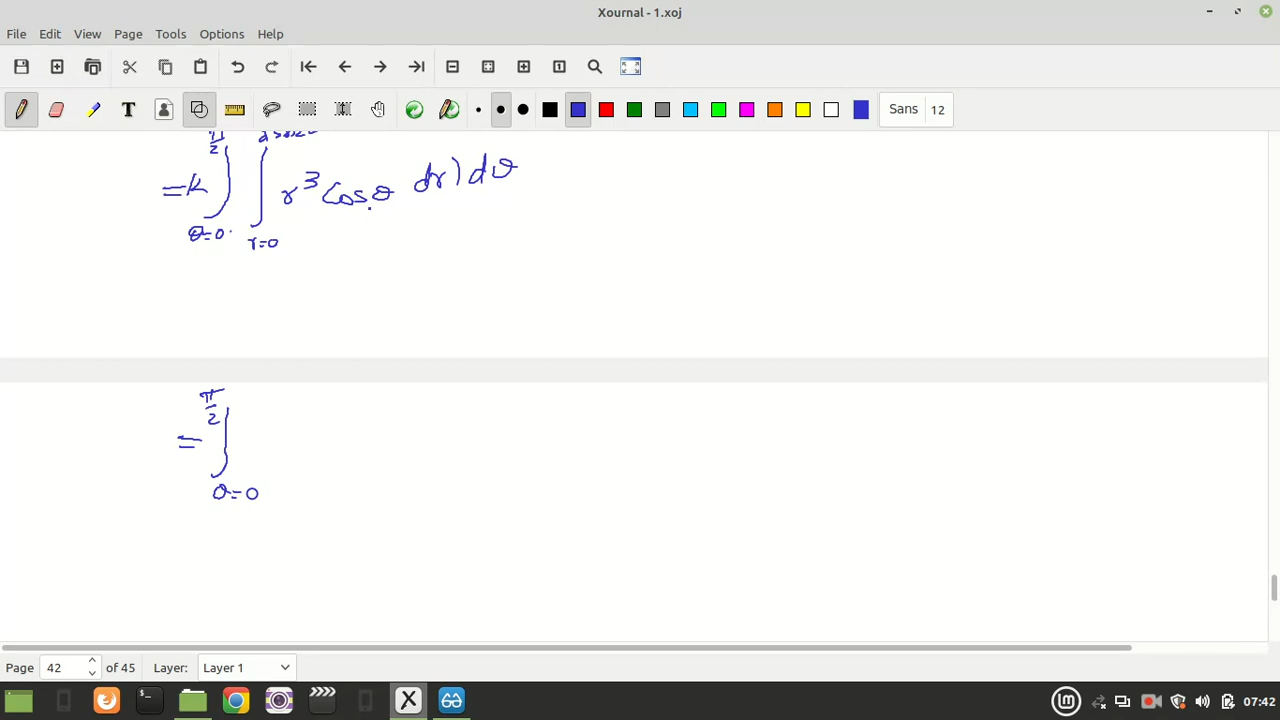 Xournal - 1.xoj
File Edit View Page Tools Options Help
T Sans 12
π/2
= k ∫ ∫ r³ Cosθ dr) dθ
θ=0 r=0
π/2
= ∫
θ=0
Page 42 of 45 Layer: Layer 1
07:42